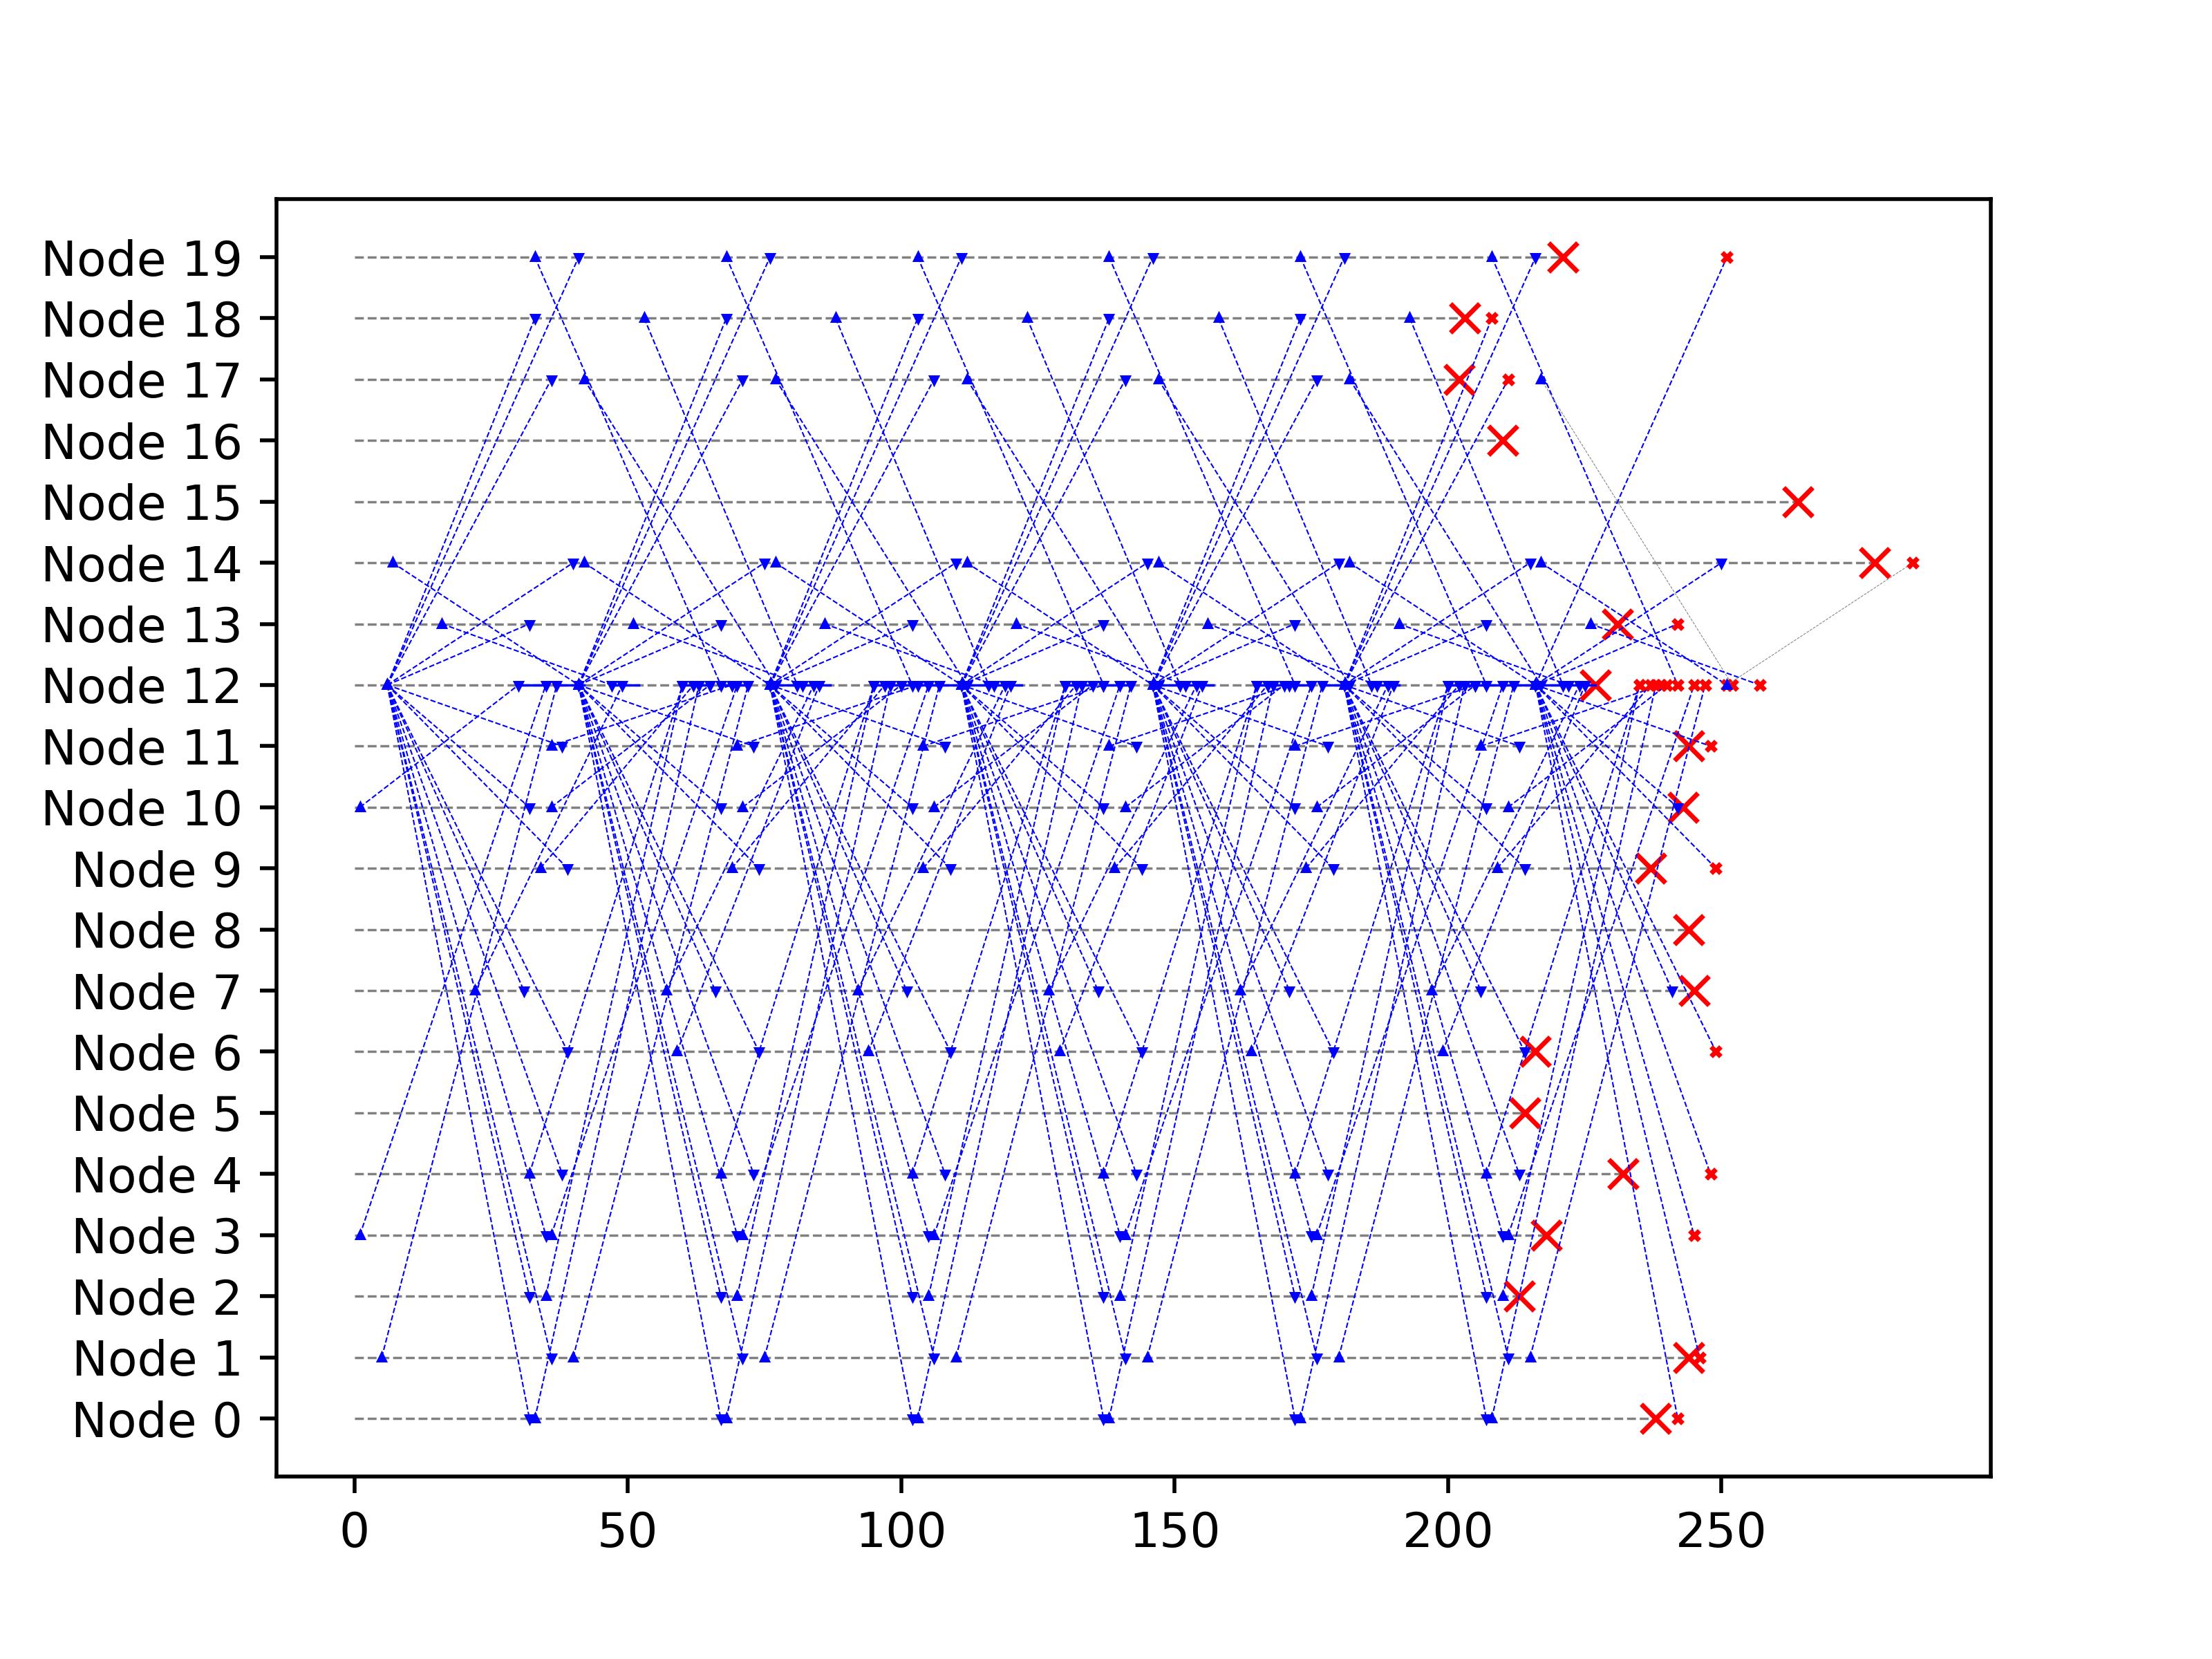 Node 19
Node 18
Node 17
Node 16
Node 15
Node 14
Node 13
Node 12
Node 11
Node 10
Node 9
Node 8
Node 7
Node 6
Node 5
Node 4
Node 3
Node 2
Node 1
Node 0
0 50 100 150 200 250